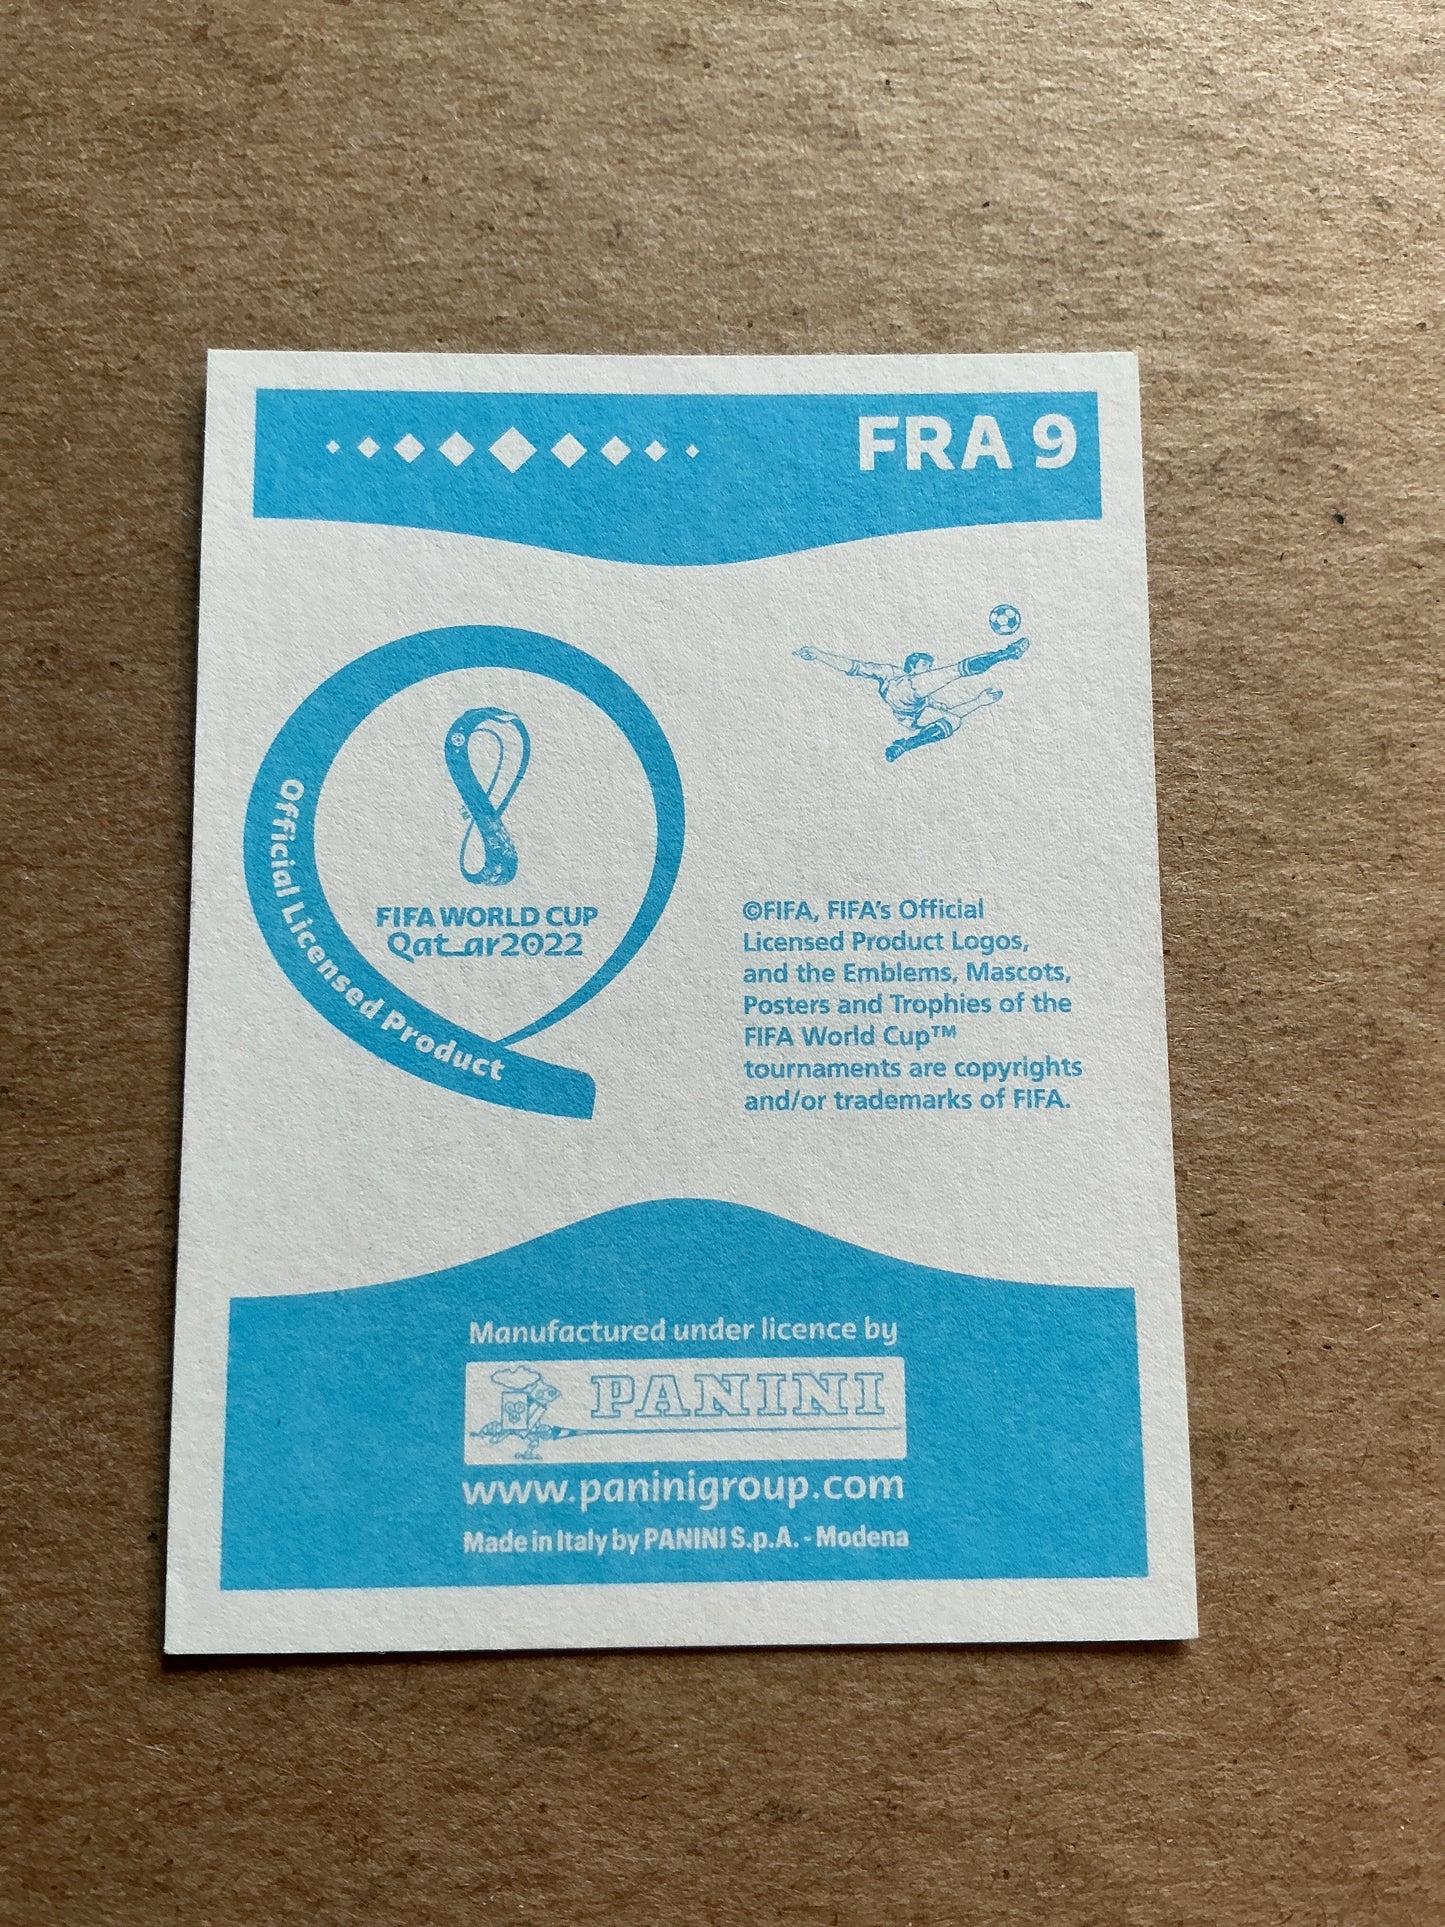 FRA 9
Official Licensed Product
FIFA WORLD CUP
Qatar2022
©FIFA, FIFA's Official
Licensed Product Logos,
and the Emblems, Mascots,
Posters and Trophies of the
FIFA World Cup™
tournaments are copyrights
and/or trademarks of FIFA.
Manufactured under licence by
PANINI
www.paninigroup.com
Made in Italy by PANINI S.p.A. - Modena